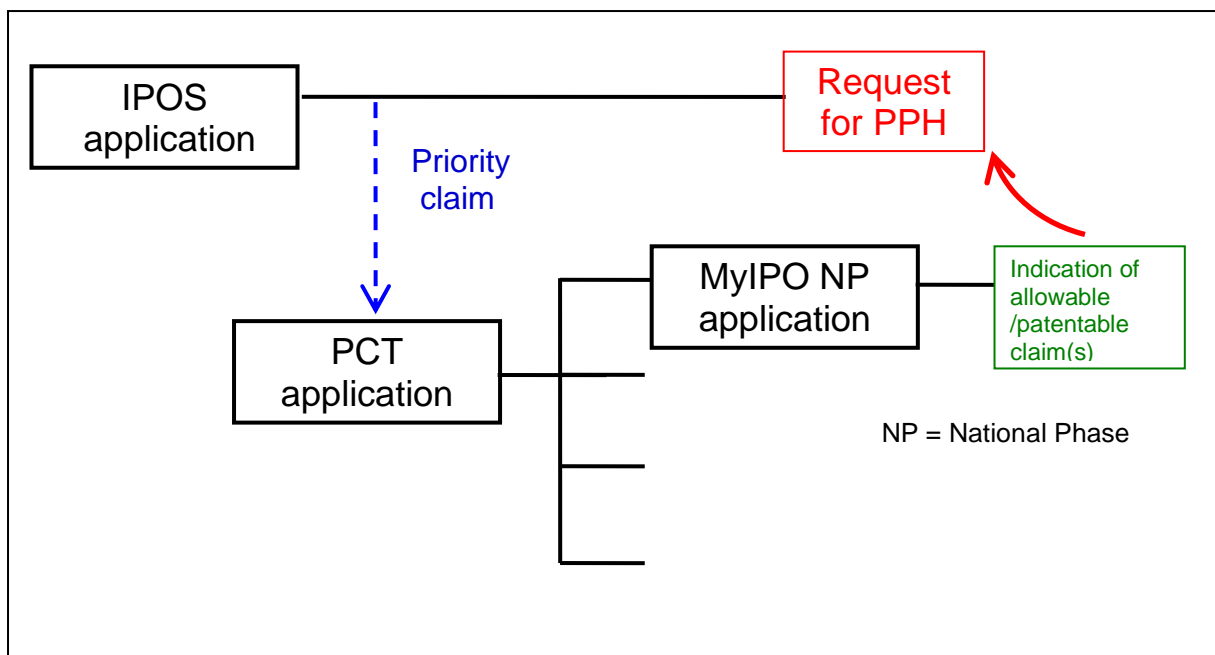 IPOS
application
Request
for PPH
Priority
claim
MyIPO NP
application
Indication of
allowable
/patentable
claim(s)
PCT
application
NP = National Phase